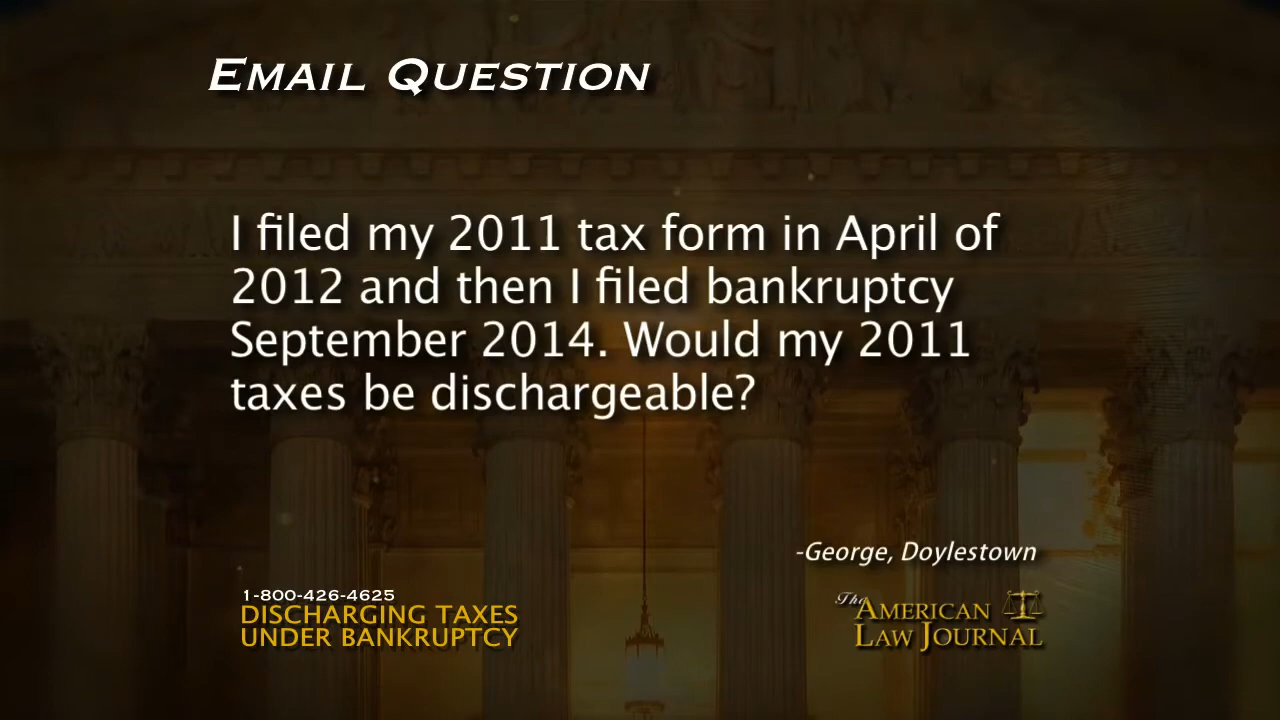 EMAIL QUESTION
I filed my 2011 tax form in April of
2012 and then I filed bankruptcy
September 2014. Would my 2011
taxes be dischargeable?
-George, Doylestown
1-800-426-4625
DISCHARGING TAXES
UNDER BANKRUPTCY
The
AMERICAN
LAW JOURNAL